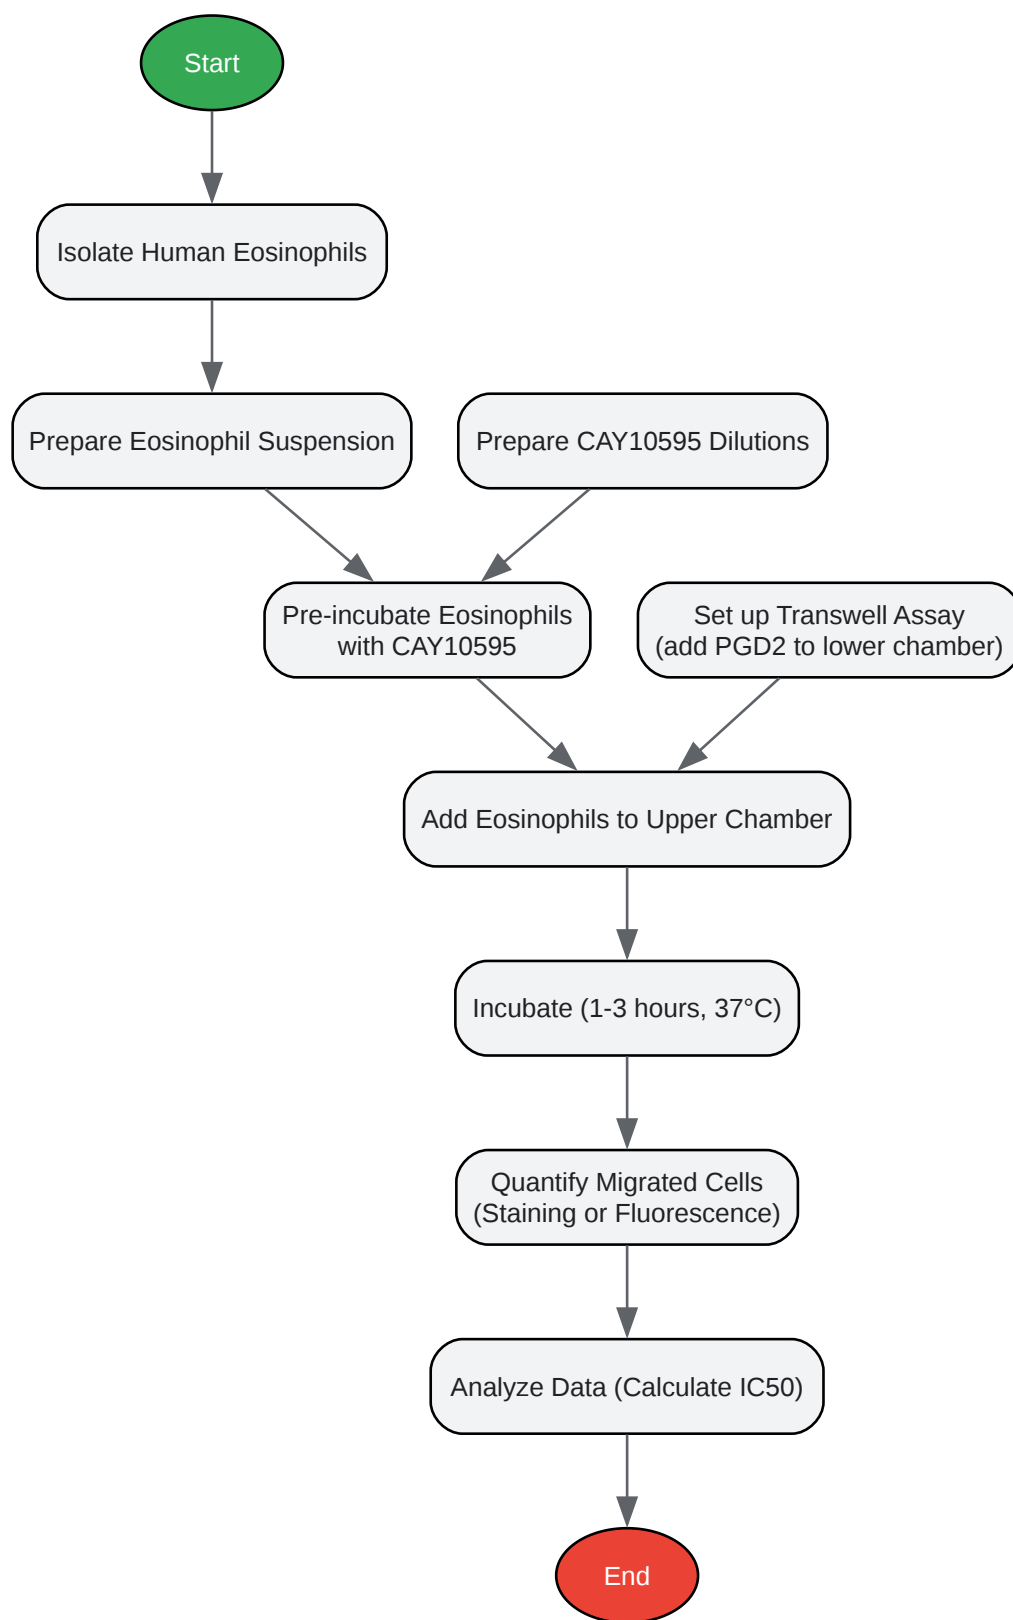 Start
Isolate Human Eosinophils
Prepare Eosinophil Suspension
Prepare CAY10595 Dilutions
Pre-incubate Eosinophils
with CAY10595
Set up Transwell Assay
(add PGD2 to lower chamber)
Add Eosinophils to Upper Chamber
Incubate (1-3 hours, 37°C)
Quantify Migrated Cells
(Staining or Fluorescence)
Analyze Data (Calculate IC50)
End